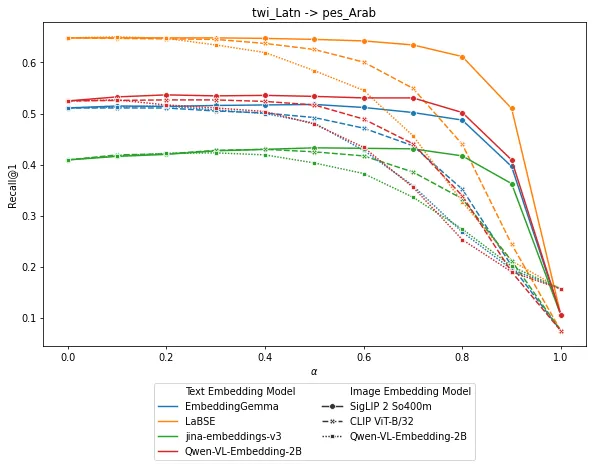 twi_Latn -> pes_Arab
Recall@1
0.6
0.5
0.4
0.3
0.2
0.1
0.0 0.2 0.4 0.6 0.8 1.0
α
Text Embedding Model Image Embedding Model
EmbeddingGemma SigLIP 2 So400m
LaBSE CLIP ViT-B/32
jina-embeddings-v3 Qwen-VL-Embedding-2B
Qwen-VL-Embedding-2B